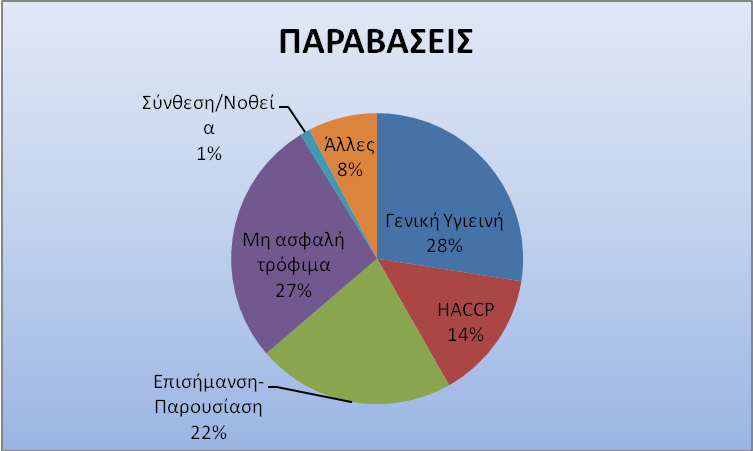 ΠΑΡΑΒΑΣΕΙΣ
Σύνθεση/Νοθεί
α
1%
Άλλες
8%
Γενική Υγιεινή
28%
Μη ασφαλή
τρόφιμα
27%
HACCP
14%
Επισήμανση-
Παρουσίαση
22%